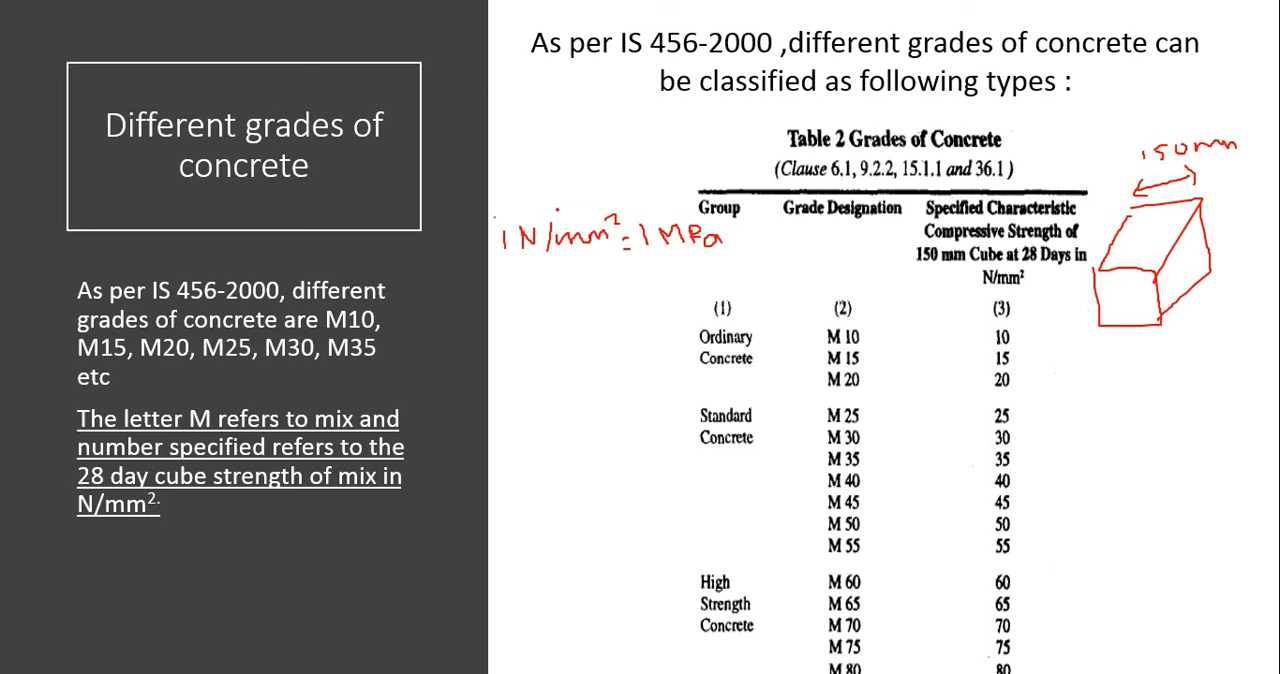 Different grades of
concrete
As per IS 456-2000, different
grades of concrete are M10,
M15, M20, M25, M30, M35
etc
The letter M refers to mix and
number specified refers to the
28 day cube strength of mix in
N/mm².
As per IS 456-2000 ,different grades of concrete can
be classified as following types :
Table 2 Grades of Concrete
(Clause 6.1, 9.2.2, 15.1.1 and 36.1)
150mm
1 N/mm² = 1 MPa
Group Grade Designation Specified Characteristic
Compressive Strength of
150 mm Cube at 28 Days in
N/mm²
(1) (2) (3)
Ordinary M 10 10
Concrete M 15 15
M 20 20
Standard M 25 25
Concrete M 30 30
M 35 35
M 40 40
M 45 45
M 50 50
M 55 55
High M 60 60
Strength M 65 65
Concrete M 70 70
M 75 75
M 80 80